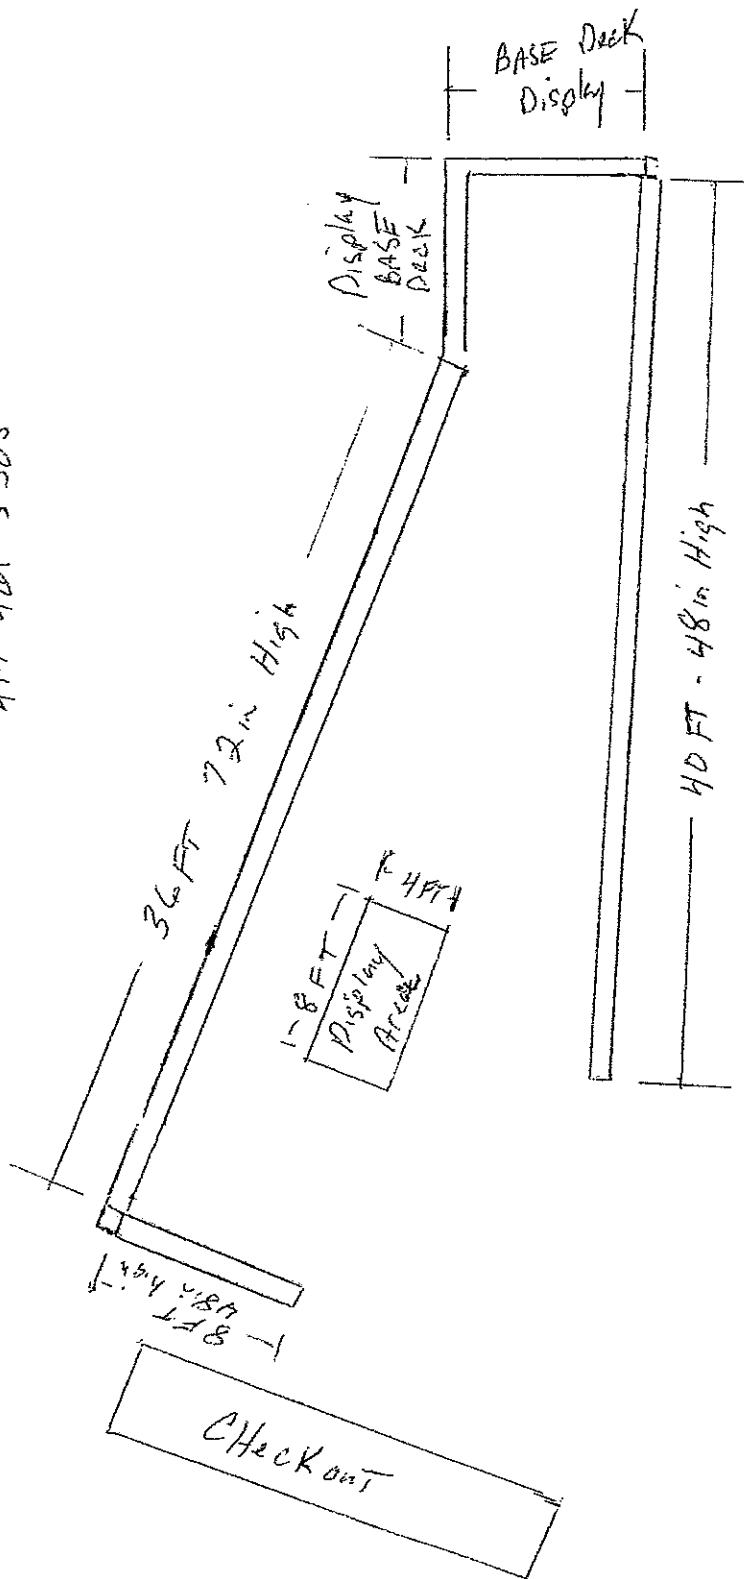 BASE Deck
Display
Display
BASE
Deck
36 FT 72 in High
40 FT - 48 in High
4 FT
8 FT
Display
Area
48 in high
8 FT
CHeckouT